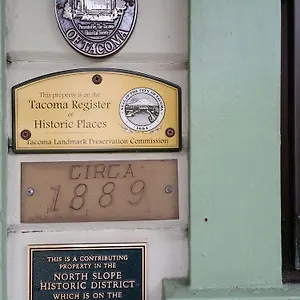 OF TACOMA
This property is on the
Tacoma Register
of
Historic Places
Tacoma Landmark Preservation Commission
CIRCA
1889
THIS IS A CONTRIBUTING
PROPERTY IN THE
NORTH SLOPE
HISTORIC DISTRICT
WHICH IS ON THE